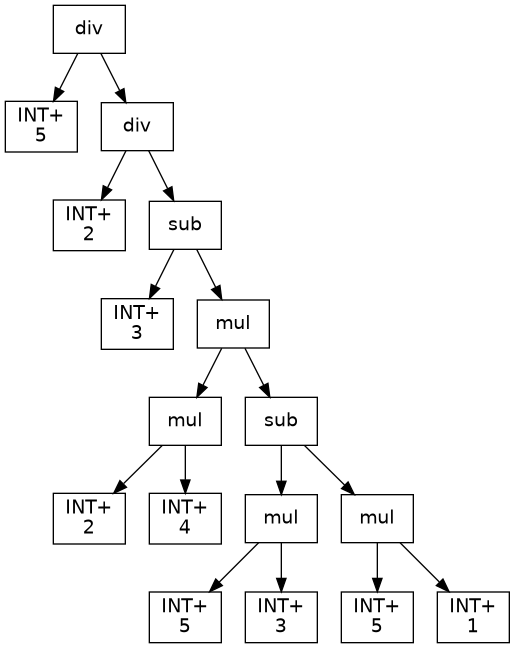 div
INT+
5
div
INT+
2
sub
INT+
3
mul
mul
sub
INT+
2
INT+
4
mul
mul
INT+
5
INT+
3
INT+
5
INT+
1